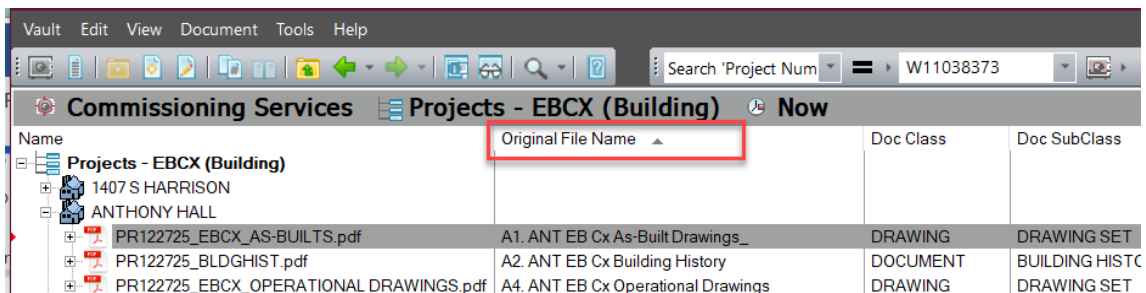 Vault Edit View Document Tools Help
Search 'Project Num W11038373
Commissioning Services Projects - EBCX (Building) Now
Name Original File Name Doc Class Doc SubClass
Projects - EBCX (Building)
1407 S HARRISON
ANTHONY HALL
PR122725_EBCX_AS-BUILTS.pdf A1. ANT EB Cx As-Built Drawings_ DRAWING DRAWING SET
PR122725_BLDGHIST.pdf A2. ANT EB Cx Building History DOCUMENT BUILDING HISTO
PR122725_EBCX_OPERATIONAL DRAWINGS.pdf A4. ANT EB Cx Operational Drawings DRAWING DRAWING SET